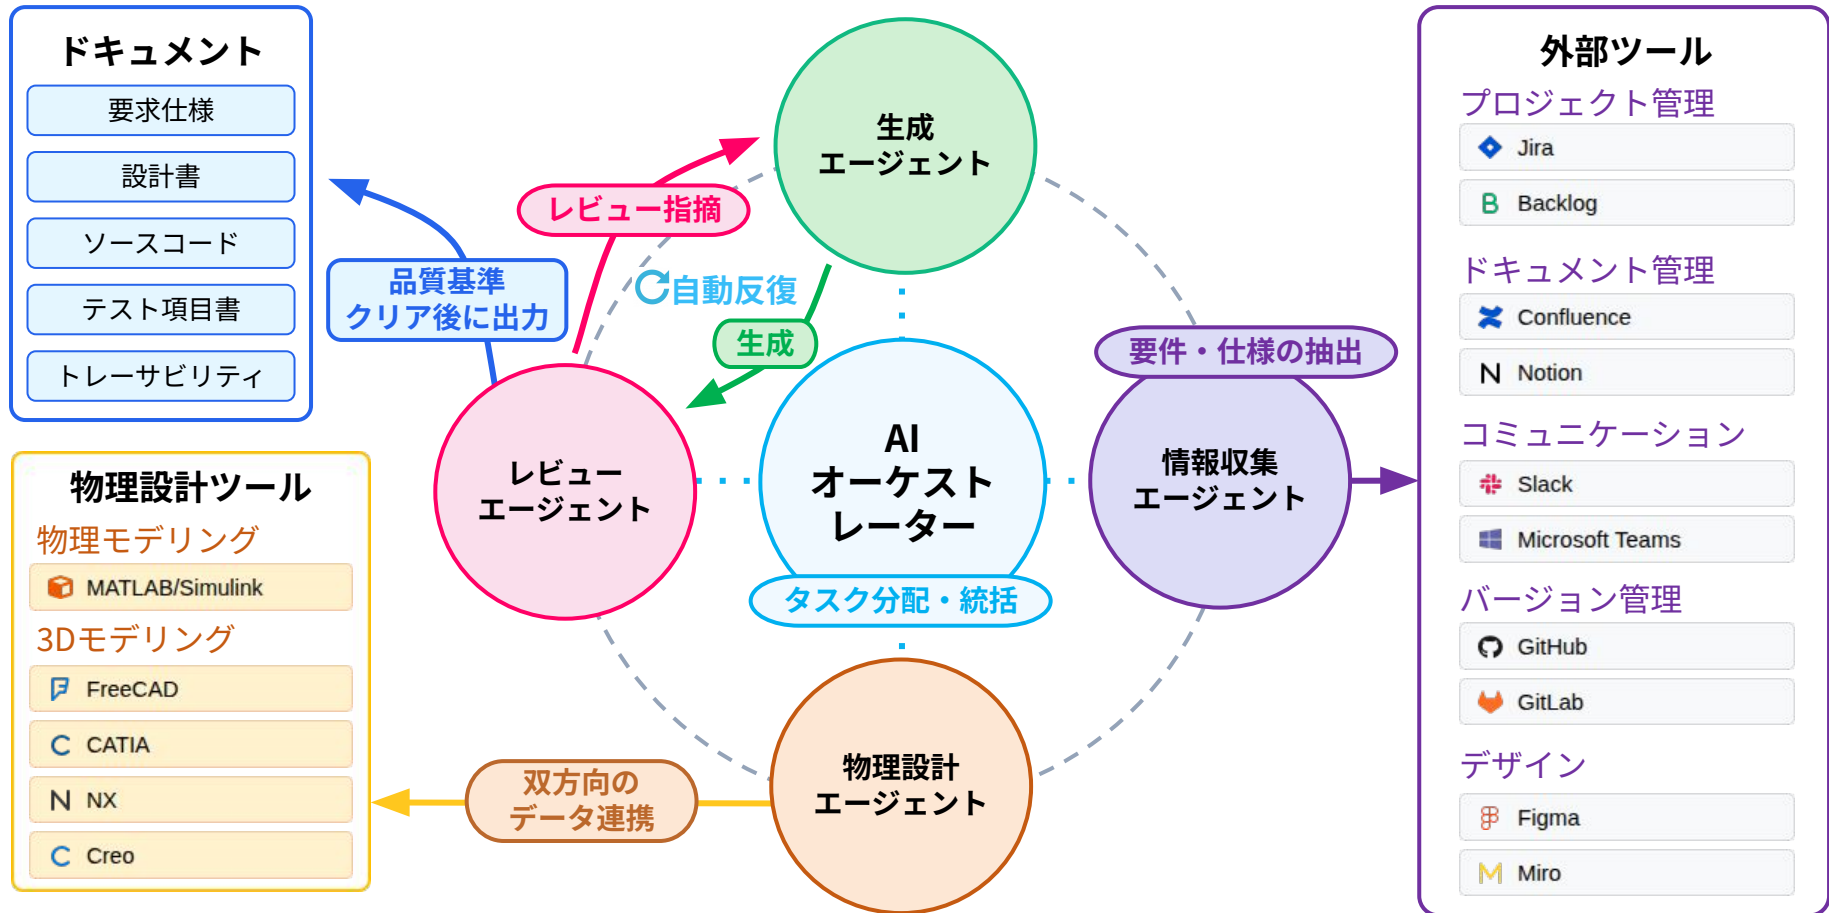 ドキュメント
要求仕様
設計書
ソースコード
テスト項目書
トレーサビリティ
物理設計ツール
物理モデリング
MATLAB/Simulink
3Dモデリング
FreeCAD
CATIA
NX
Creo
生成
エージェント
レビュー指摘
自動反復
品質基準
クリア後に出力
生成
レビュー
エージェント
AI
オーケスト
レーター
タスク分配・統括
要件・仕様の抽出
情報収集
エージェント
物理設計
エージェント
双方向の
データ連携
外部ツール
プロジェクト管理
Jira
Backlog
ドキュメント管理
Confluence
Notion
コミュニケーション
Slack
Microsoft Teams
バージョン管理
GitHub
GitLab
デザイン
Figma
Miro